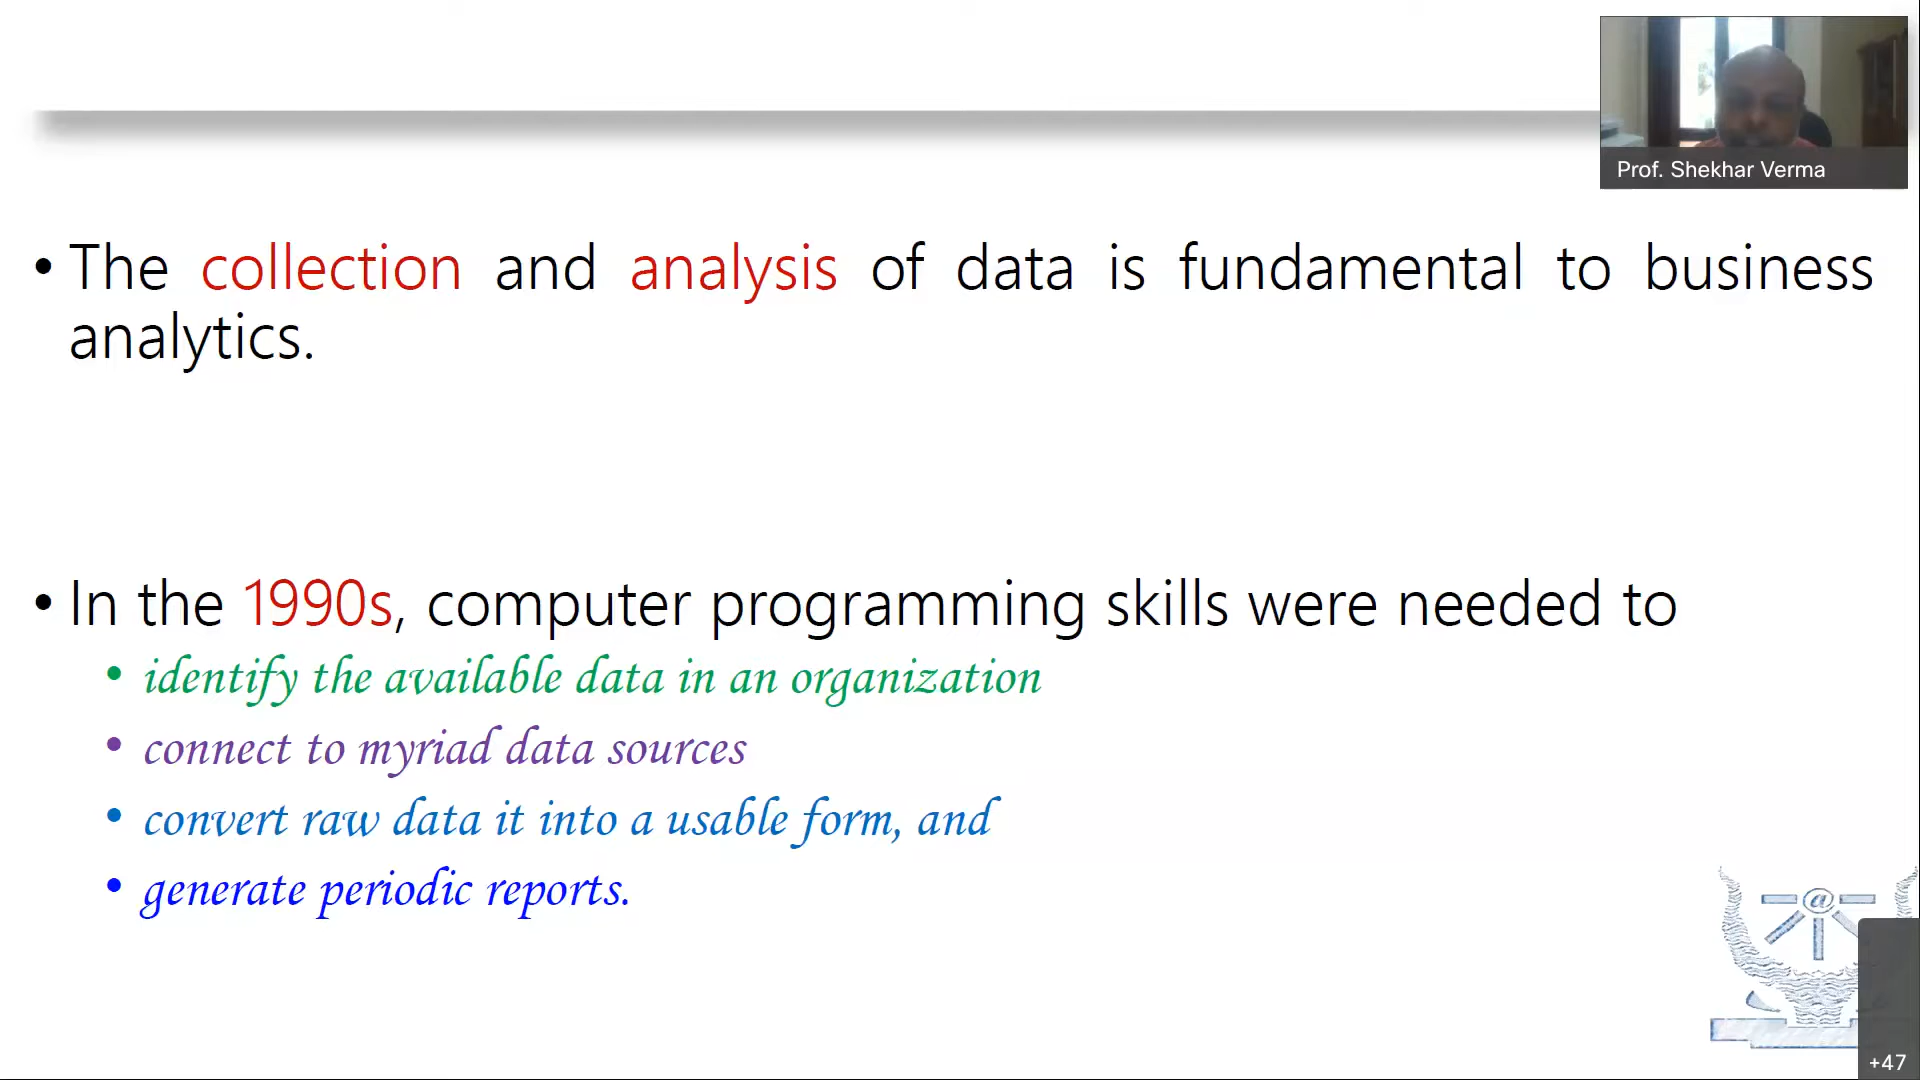 Prof. Shekhar Verma
• The collection and analysis of data is fundamental to business
analytics.
• In the 1990s, computer programming skills were needed to
• identify the available data in an organization
• connect to myriad data sources
• convert raw data it into a usable form, and
• generate periodic reports.
@
+47